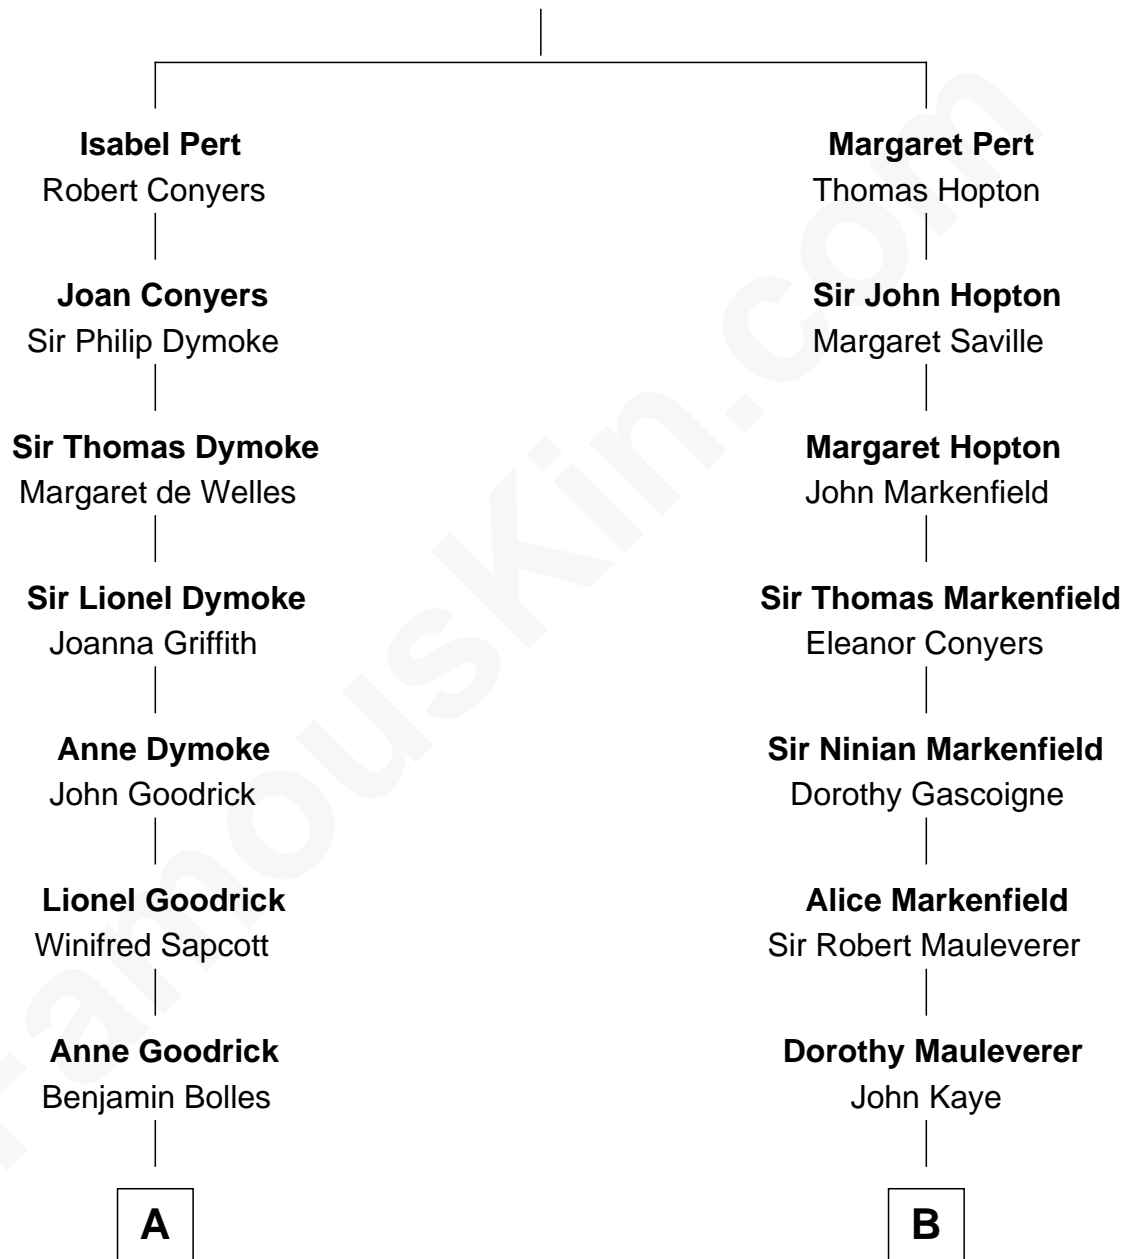 Isabel Pert
Robert Conyers
Joan Conyers
Sir Philip Dymoke
Sir Thomas Dymoke
Margaret de Welles
Sir Lionel Dymoke
Joanna Griffith
Anne Dymoke
John Goodrick
Lionel Goodrick
Winifred Sapcott
Anne Goodrick
Benjamin Bolles
A
Margaret Pert
Thomas Hopton
Sir John Hopton
Margaret Saville
Margaret Hopton
John Markenfield
Sir Thomas Markenfield
Eleanor Conyers
Sir Ninian Markenfield
Dorothy Gascoigne
Alice Markenfield
Sir Robert Mauleverer
Dorothy Mauleverer
John Kaye
B
FamousKin.com